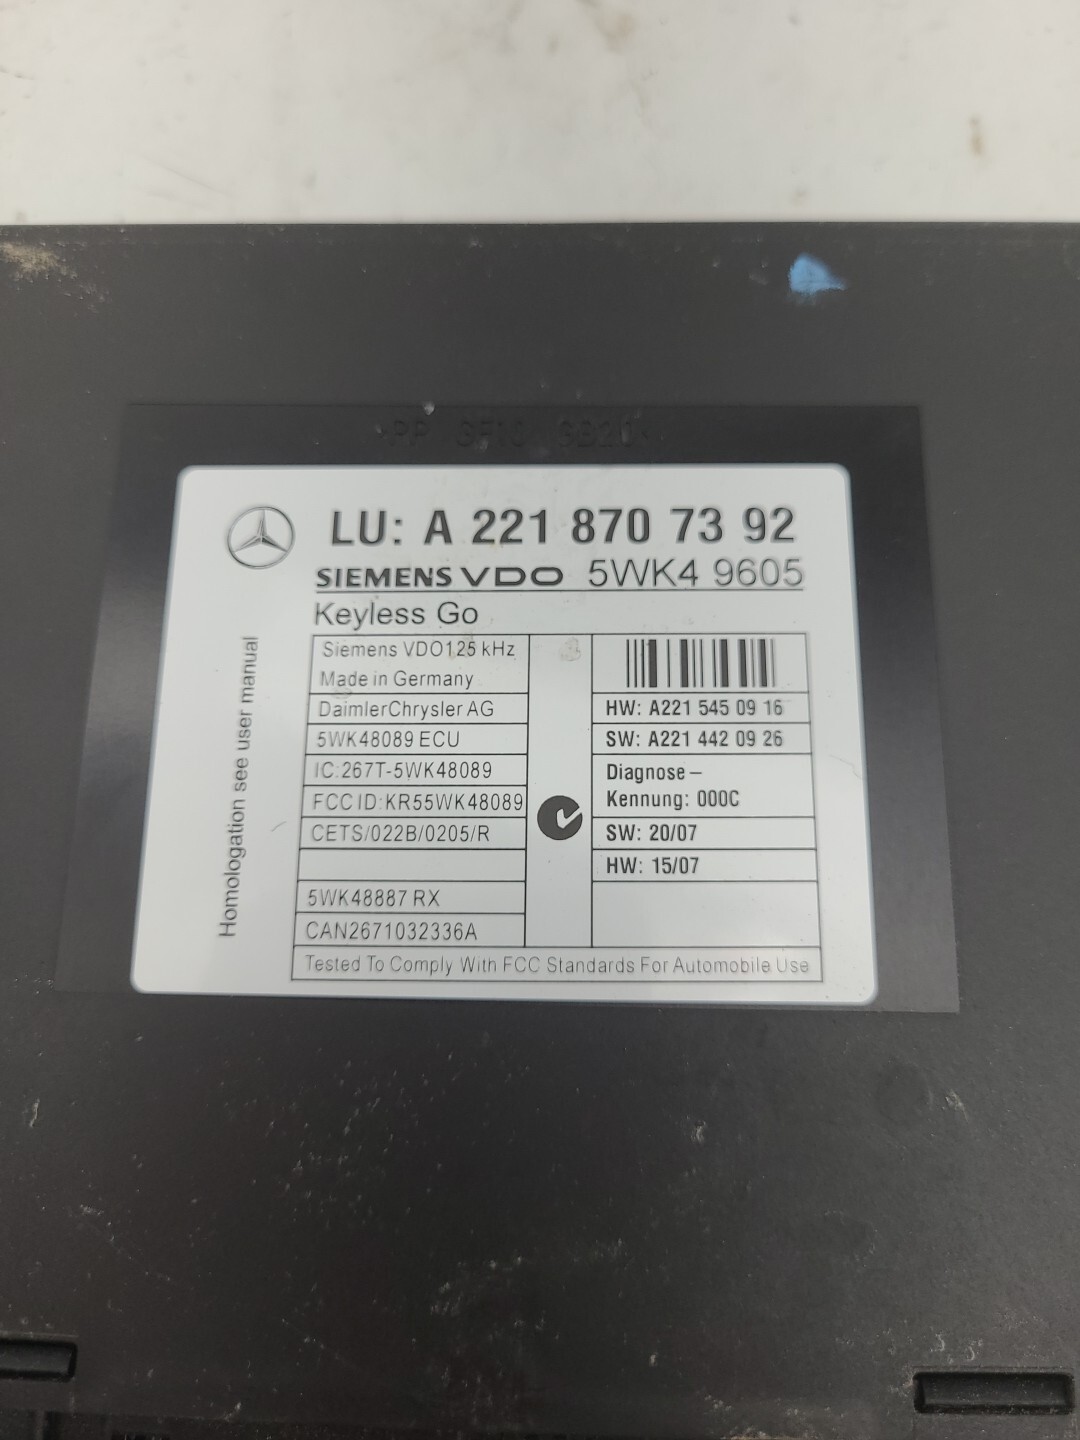 >PP GF10 GB20<
LU: A 221 870 73 92
SIEMENS VDO 5WK4 9605
Keyless Go
Homologation see user manual
Siemens VDO125 kHz
Made in Germany
DaimlerChrysler AG
5WK48089 ECU
IC:267T-5WK48089
FCC ID:KR55WK48089
CETS/022B/0205/R
5WK48887 RX
CAN2671032336A
HW: A221 545 09 16
SW: A221 442 09 26
Diagnose –
Kennung: 000C
SW: 20/07
HW: 15/07
Tested To Comply With FCC Standards For Automobile Use